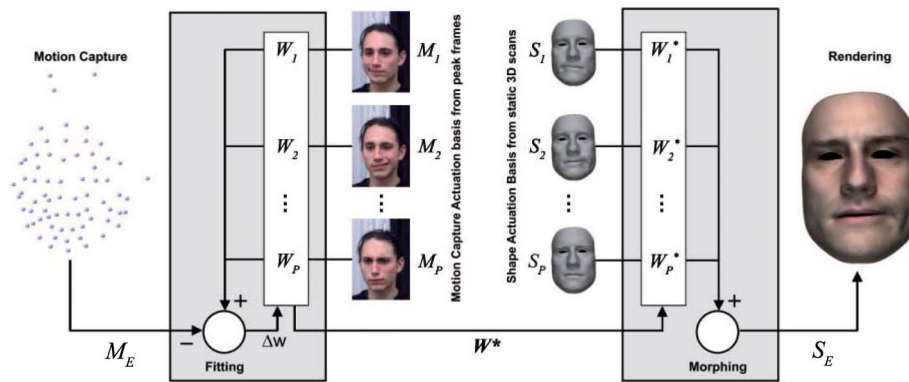 Motion Capture
W1
W2
⋮
WP
M1
M2
⋮
MP
Motion Capture Actuation basis from peak frames
Shape Actuation Basis from static 3D scans
S1
S2
⋮
SP
W1*
W2*
⋮
WP*
Rendering
ME
−
+
Δw
Fitting
W*
+
Morphing
SE